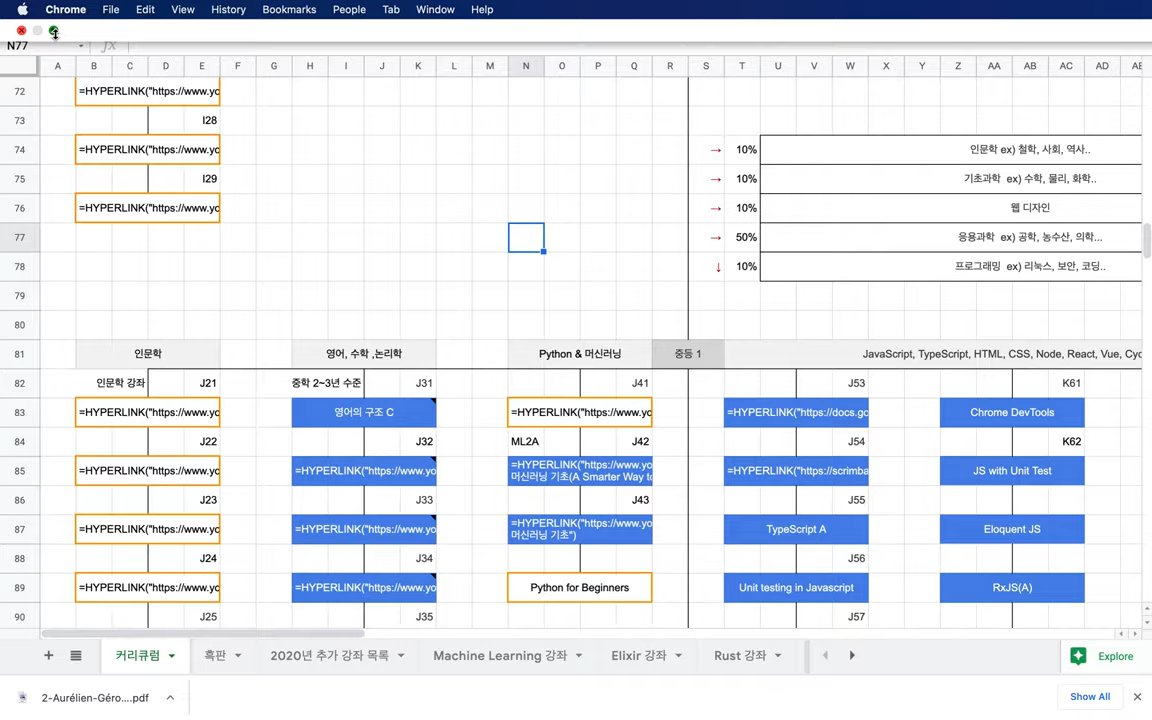 Chrome File Edit View History Bookmarks People Tab Window Help
N77 fx
A B C D E F G H I J K L M N O P Q R S T U V W X Y Z AA AB AC AD
72 =HYPERLINK("https://www.yo
73 I28
74 =HYPERLINK("https://www.yo → 10% 인문학 ex) 철학, 사회, 역사..
75 I29 → 10% 기초과학 ex) 수학, 물리, 화학..
76 =HYPERLINK("https://www.yo → 10% 웹 디자인
77 → 50% 응용과학 ex) 공학, 농수산, 의학...
78 ↓ 10% 프로그래밍 ex) 리눅스, 보안, 코딩..
79
80
81 인문학 영어, 수학 ,논리학 Python & 머신러닝 중등 1 JavaScript, TypeScript, HTML, CSS, Node, React, Vue, Cyc
82 인문학 강좌 J21 중학 2~3년 수준 J31 J41 J53 K61
83 =HYPERLINK("https://www.yo 영어의 구조 C =HYPERLINK("https://www.yo =HYPERLINK("https://docs.go Chrome DevTools
84 J22 J32 ML2A J42 J54 K62
85 =HYPERLINK("https://www.yo =HYPERLINK("https://www.yo =HYPERLINK("https://www.yo =HYPERLINK("https://scrimba JS with Unit Test
머신러닝 기초(A Smarter Way to
86 J23 J33 J43 J55
87 =HYPERLINK("https://www.yo =HYPERLINK("https://www.yo =HYPERLINK("https://www.yo TypeScript A Eloquent JS
머신러닝 기초")
88 J24 J34 J56
89 =HYPERLINK("https://www.yo =HYPERLINK("https://www.yo Python for Beginners Unit testing in Javascript RxJS(A)
90 J25 J35 J57
커리큐럼 흑판 2020년 추가 강좌 목록 Machine Learning 강좌 Elixir 강좌 Rust 강좌 Explore
2-Aurélien-Géro....pdf Show All